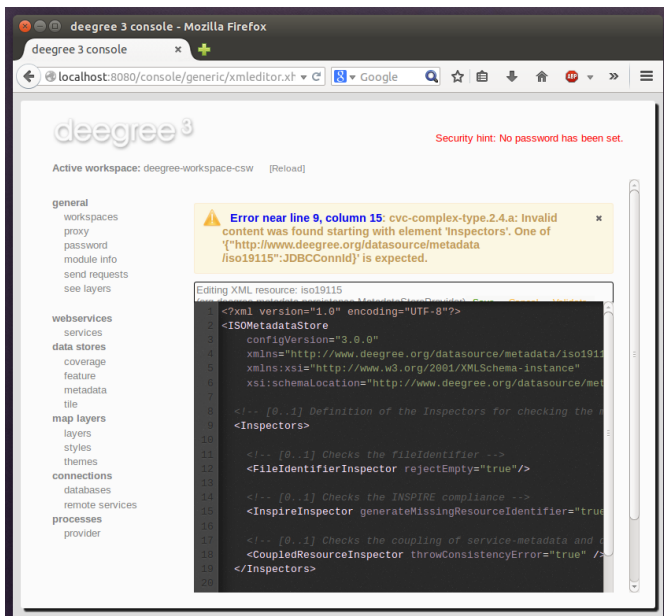 deegree 3 console - Mozilla Firefox
deegree 3 console
localhost:8080/console/generic/xmleditor.xh
Google
deegree 3
Security hint: No password has been set.
Active workspace: deegree-workspace-csw [Reload]
general
workspaces
proxy
password
module info
send requests
see layers
webservices
services
data stores
coverage
feature
metadata
tile
map layers
layers
styles
themes
connections
databases
remote services
processes
provider
Error near line 9, column 15: cvc-complex-type.2.4.a: Invalid
content was found starting with element 'Inspectors'. One of
'{"http://www.deegree.org/datasource/metadata
/iso19115":JDBCConnId}' is expected.
Editing XML resource: iso19115
(org.deegree.metadata.persistence.MetadataStoreProvider) Save Cancel Validate
1 <?xml version="1.0" encoding="UTF-8"?>
2 <ISOMetadataStore
3 configVersion="3.0.0"
4 xmlns="http://www.deegree.org/datasource/metadata/iso1911
5 xmlns:xsi="http://www.w3.org/2001/XMLSchema-instance"
6 xsi:schemaLocation="http://www.deegree.org/datasource/met
7
8 <!-- [0..1] Definition of the Inspectors for checking the m
9 <Inspectors>
10
11 <!-- [0..1] Checks the fileIdentifier -->
12 <FileIdentifierInspector rejectEmpty="true"/>
13
14 <!-- [0..1] Checks the INSPIRE compliance -->
15 <InspireInspector generateMissingResourceIdentifier="true
16
17 <!-- [0..1] Checks the coupling of service-metadata and
18 <CoupledResourceInspector throwConsistencyError="true" />
19 </Inspectors>
20